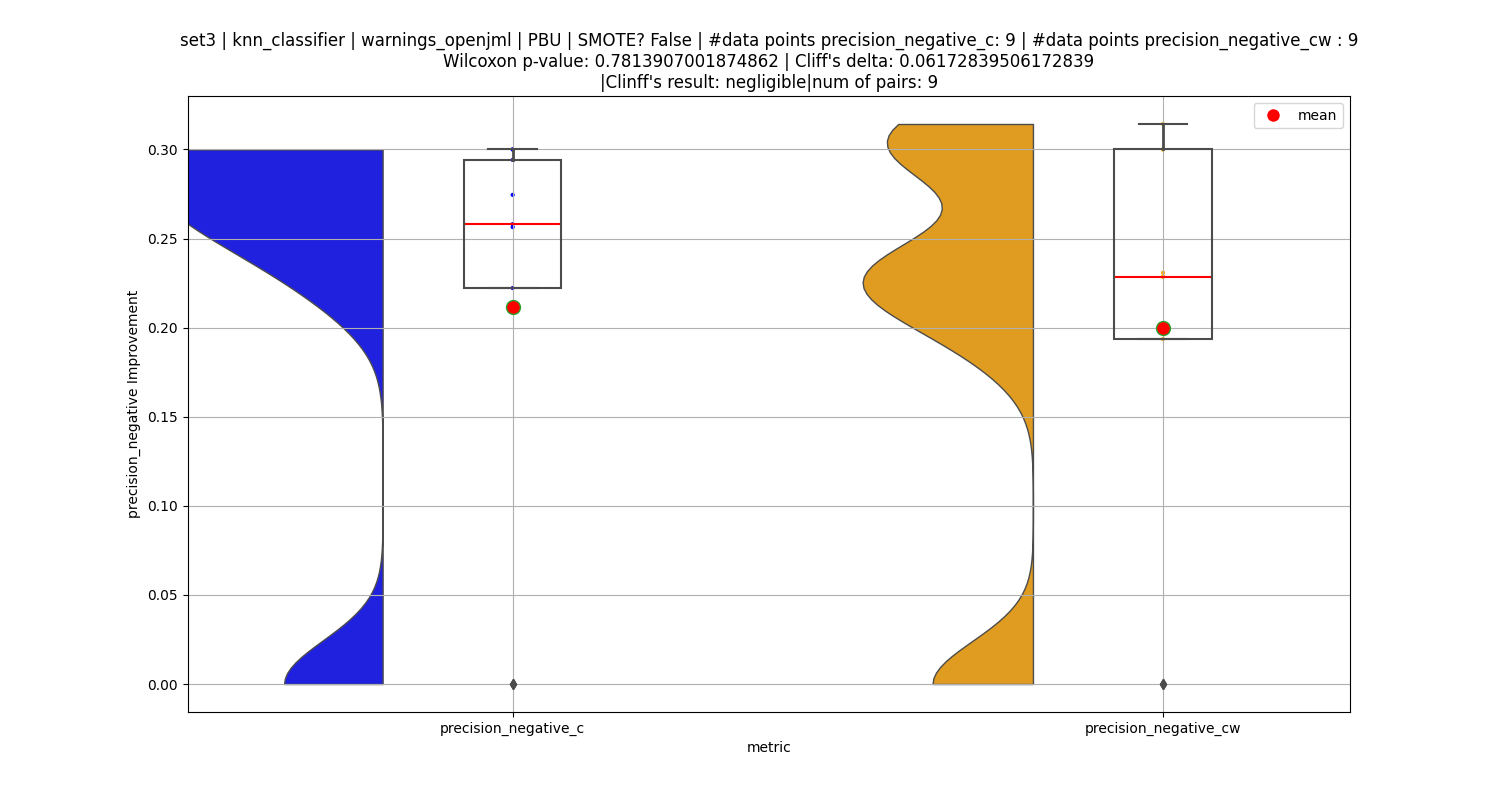 set3 | knn_classifier | warnings_openjml | PBU | SMOTE? False | #data points precision_negative_c: 9 | #data points precision_negative_cw : 9
Wilcoxon p-value: 0.7813907001874862 | Cliff's delta: 0.06172839506172839
|Clinff's result: negligible|num of pairs: 9
mean
0.30
0.25
0.20
0.15
0.10
0.05
0.00
precision_negative Improvement
precision_negative_c
precision_negative_cw
metric